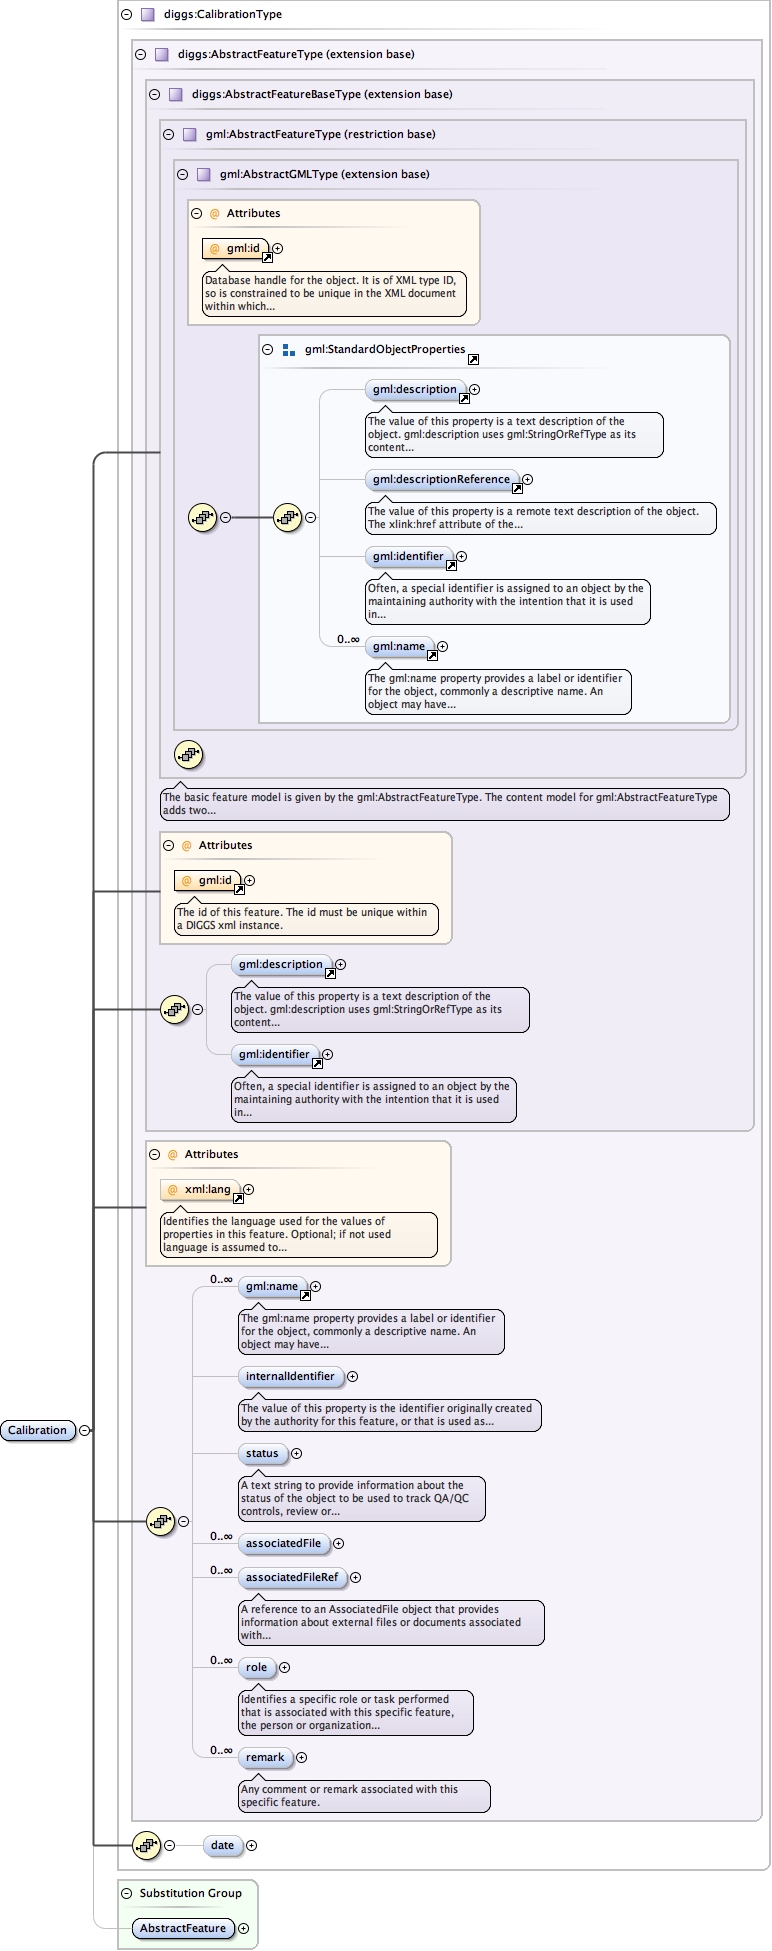 diggs:CalibrationType
diggs:AbstractFeatureType (extension base)
diggs:AbstractFeatureBaseType (extension base)
gml:AbstractFeatureType (restriction base)
gml:AbstractGMLType (extension base)
@ Attributes
@ gml:id
Database handle for the object. It is of XML type ID,
so is constrained to be unique in the XML document
within which...
gml:StandardObjectProperties
gml:description
The value of this property is a text description of the
object. gml:description uses gml:StringOrRefType as its
content...
gml:descriptionReference
The value of this property is a remote text description of the object.
The xlink:href attribute of the...
gml:identifier
Often, a special identifier is assigned to an object by the
maintaining authority with the intention that it is used
in...
0..∞ gml:name
The gml:name property provides a label or identifier
for the object, commonly a descriptive name. An
object may have...
The basic feature model is given by the gml:AbstractFeatureType. The content model for gml:AbstractFeatureType
adds two...
@ Attributes
@ gml:id
The id of this feature. The id must be unique within
a DIGGS xml instance.
gml:description
The value of this property is a text description of the
object. gml:description uses gml:StringOrRefType as its
content...
gml:identifier
Often, a special identifier is assigned to an object by the
maintaining authority with the intention that it is used
in...
@ Attributes
@ xml:lang
Identifies the language used for the values of
properties in this feature. Optional; if not used
language is assumed to...
0..∞ gml:name
The gml:name property provides a label or identifier
for the object, commonly a descriptive name. An
object may have...
internalIdentifier
The value of this property is the identifier originally created
by the authority for this feature, or that is used as...
Calibration
status
A text string to provide information about the
status of the object to be used to track QA/QC
controls, review or...
0..∞ associatedFile
0..∞ associatedFileRef
A reference to an AssociatedFile object that provides
information about external files or documents associated
with...
0..∞ role
Identifies a specific role or task performed
that is associated with this specific feature,
the person or organization...
0..∞ remark
Any comment or remark associated with this
specific feature.
date
Substitution Group
AbstractFeature